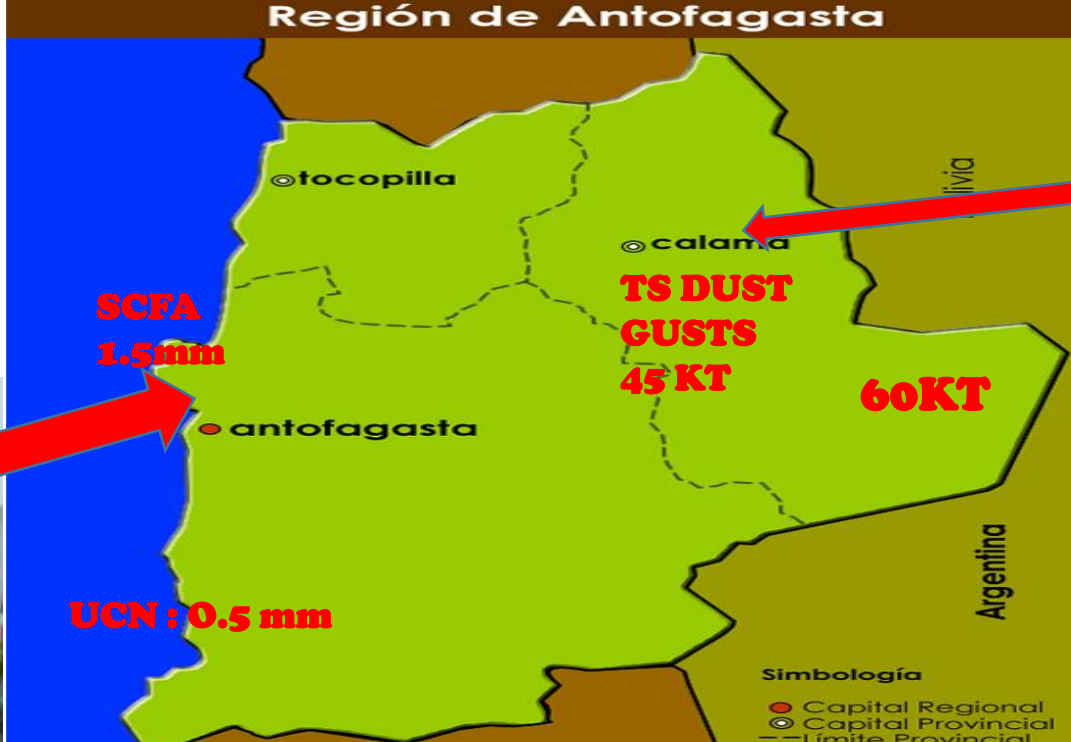 Región de Antofagasta
tocopilla
livia
calama
SCFA
1.5mm
TS DUST
GUSTS
45 KT
60KT
antofagasta
UCN : 0.5 mm
Argentina
Simbología
Capital Regional
Capital Provincial
Límite Provincial